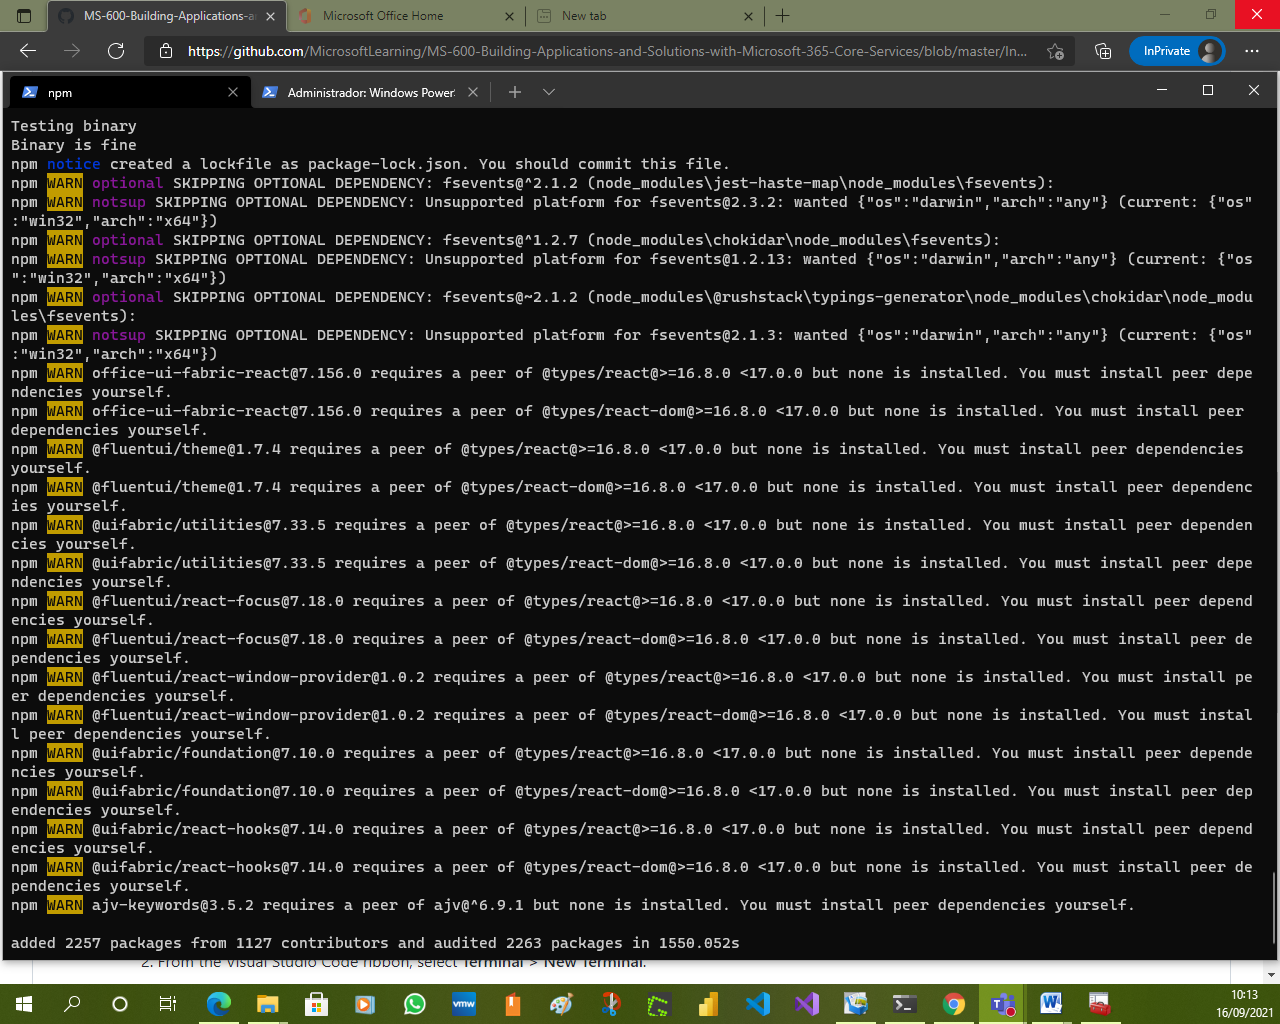 MS-600-Building-Applications-a
Microsoft Office Home
New tab
https://github.com/MicrosoftLearning/MS-600-Building-Applications-and-Solutions-with-Microsoft-365-Core-Services/blob/master/In...
InPrivate
npm
Administrador: Windows Power
Testing binary
Binary is fine
npm notice created a lockfile as package-lock.json. You should commit this file.
npm WARN optional SKIPPING OPTIONAL DEPENDENCY: fsevents@^2.1.2 (node_modules\jest-haste-map\node_modules\fsevents):
npm WARN notsup SKIPPING OPTIONAL DEPENDENCY: Unsupported platform for fsevents@2.3.2: wanted {"os":"darwin","arch":"any"} (current: {"os"
:"win32","arch":"x64"})
npm WARN optional SKIPPING OPTIONAL DEPENDENCY: fsevents@^1.2.7 (node_modules\chokidar\node_modules\fsevents):
npm WARN notsup SKIPPING OPTIONAL DEPENDENCY: Unsupported platform for fsevents@1.2.13: wanted {"os":"darwin","arch":"any"} (current: {"os
":"win32","arch":"x64"})
npm WARN optional SKIPPING OPTIONAL DEPENDENCY: fsevents@~2.1.2 (node_modules\@rushstack\typings-generator\node_modules\chokidar\node_modu
les\fsevents):
npm WARN notsup SKIPPING OPTIONAL DEPENDENCY: Unsupported platform for fsevents@2.1.3: wanted {"os":"darwin","arch":"any"} (current: {"os"
:"win32","arch":"x64"})
npm WARN office-ui-fabric-react@7.156.0 requires a peer of @types/react@>=16.8.0 <17.0.0 but none is installed. You must install peer depe
ndencies yourself.
npm WARN office-ui-fabric-react@7.156.0 requires a peer of @types/react-dom@>=16.8.0 <17.0.0 but none is installed. You must install peer
dependencies yourself.
npm WARN @fluentui/theme@1.7.4 requires a peer of @types/react@>=16.8.0 <17.0.0 but none is installed. You must install peer dependencies
yourself.
npm WARN @fluentui/theme@1.7.4 requires a peer of @types/react-dom@>=16.8.0 <17.0.0 but none is installed. You must install peer dependenc
ies yourself.
npm WARN @uifabric/utilities@7.33.5 requires a peer of @types/react@>=16.8.0 <17.0.0 but none is installed. You must install peer dependen
cies yourself.
npm WARN @uifabric/utilities@7.33.5 requires a peer of @types/react-dom@>=16.8.0 <17.0.0 but none is installed. You must install peer depe
ndencies yourself.
npm WARN @fluentui/react-focus@7.18.0 requires a peer of @types/react@>=16.8.0 <17.0.0 but none is installed. You must install peer depend
encies yourself.
npm WARN @fluentui/react-focus@7.18.0 requires a peer of @types/react-dom@>=16.8.0 <17.0.0 but none is installed. You must install peer de
pendencies yourself.
npm WARN @fluentui/react-window-provider@1.0.2 requires a peer of @types/react@>=16.8.0 <17.0.0 but none is installed. You must install pe
er dependencies yourself.
npm WARN @fluentui/react-window-provider@1.0.2 requires a peer of @types/react-dom@>=16.8.0 <17.0.0 but none is installed. You must instal
l peer dependencies yourself.
npm WARN @uifabric/foundation@7.10.0 requires a peer of @types/react@>=16.8.0 <17.0.0 but none is installed. You must install peer depende
ncies yourself.
npm WARN @uifabric/foundation@7.10.0 requires a peer of @types/react-dom@>=16.8.0 <17.0.0 but none is installed. You must install peer dep
endencies yourself.
npm WARN @uifabric/react-hooks@7.14.0 requires a peer of @types/react@>=16.8.0 <17.0.0 but none is installed. You must install peer depend
encies yourself.
npm WARN @uifabric/react-hooks@7.14.0 requires a peer of @types/react-dom@>=16.8.0 <17.0.0 but none is installed. You must install peer de
pendencies yourself.
npm WARN ajv-keywords@3.5.2 requires a peer of ajv@^6.9.1 but none is installed. You must install peer dependencies yourself.
added 2257 packages from 1127 contributors and audited 2263 packages in 1550.052s
2. From the Visual Studio Code ribbon, select Terminal > New Terminal.
vmw
10:13
16/09/2021